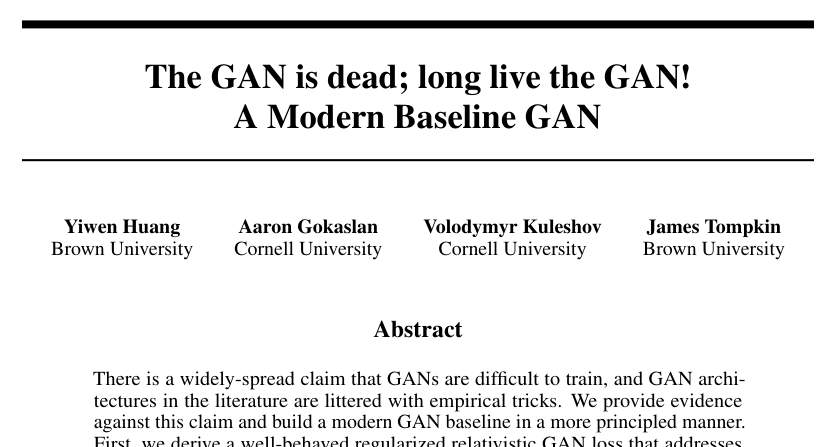 The GAN is dead; long live the GAN!
A Modern Baseline GAN
Yiwen Huang Aaron Gokaslan Volodymyr Kuleshov James Tompkin
Brown University Cornell University Cornell University Brown University
Abstract
There is a widely-spread claim that GANs are difficult to train, and GAN archi-
tectures in the literature are littered with empirical tricks. We provide evidence
against this claim and build a modern GAN baseline in a more principled manner.
First, we derive a well-behaved regularized relativistic GAN loss that addresses